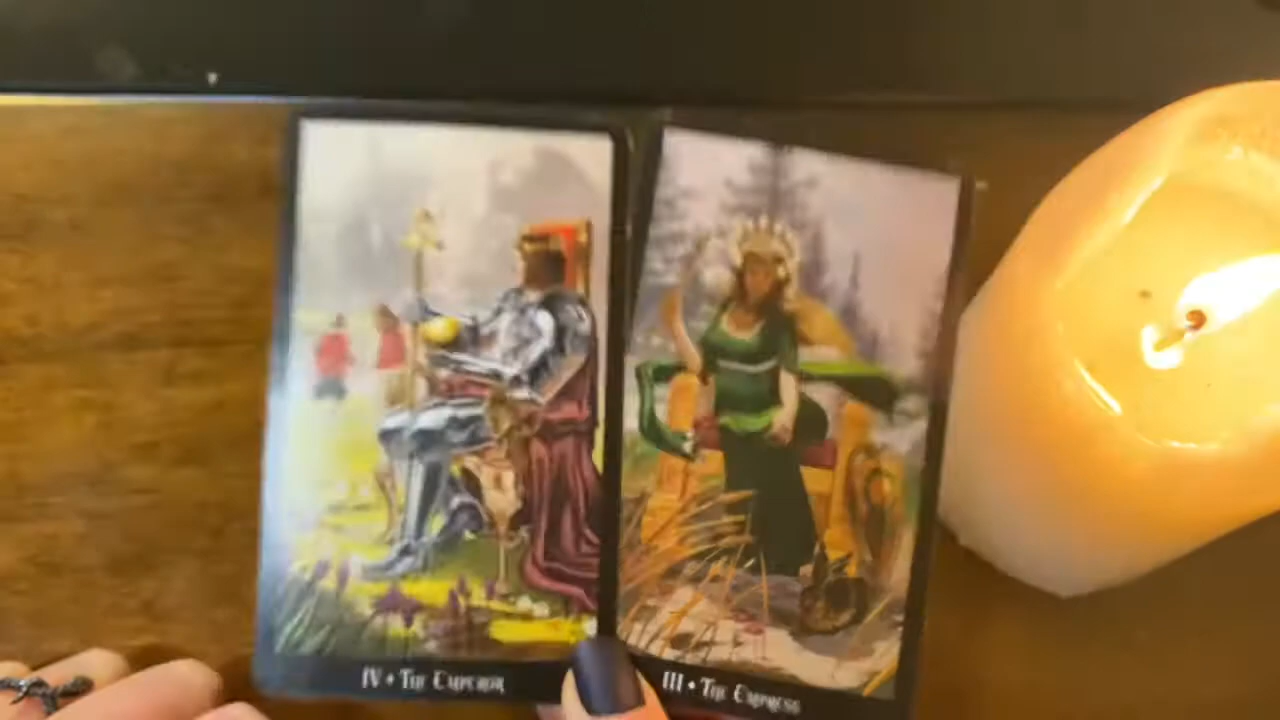 IV • The Emperor
III • The Empress